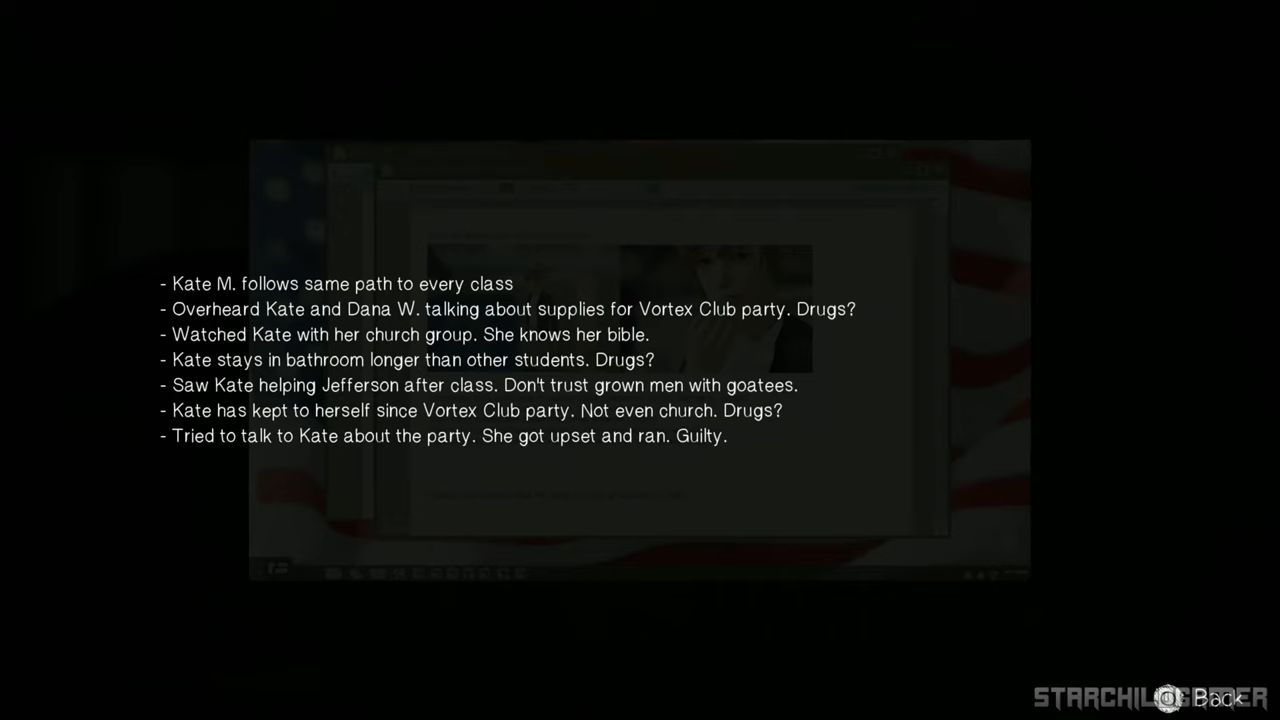 - Kate M. follows same path to every class
- Overheard Kate and Dana W. talking about supplies for Vortex Club party. Drugs?
- Watched Kate with her church group. She knows her bible.
- Kate stays in bathroom longer than other students. Drugs?
- Saw Kate helping Jefferson after class. Don't trust grown men with goatees.
- Kate has kept to herself since Vortex Club party. Not even church. Drugs?
- Tried to talk to Kate about the party. She got upset and ran. Guilty.
STARCHILDGAMER
Back